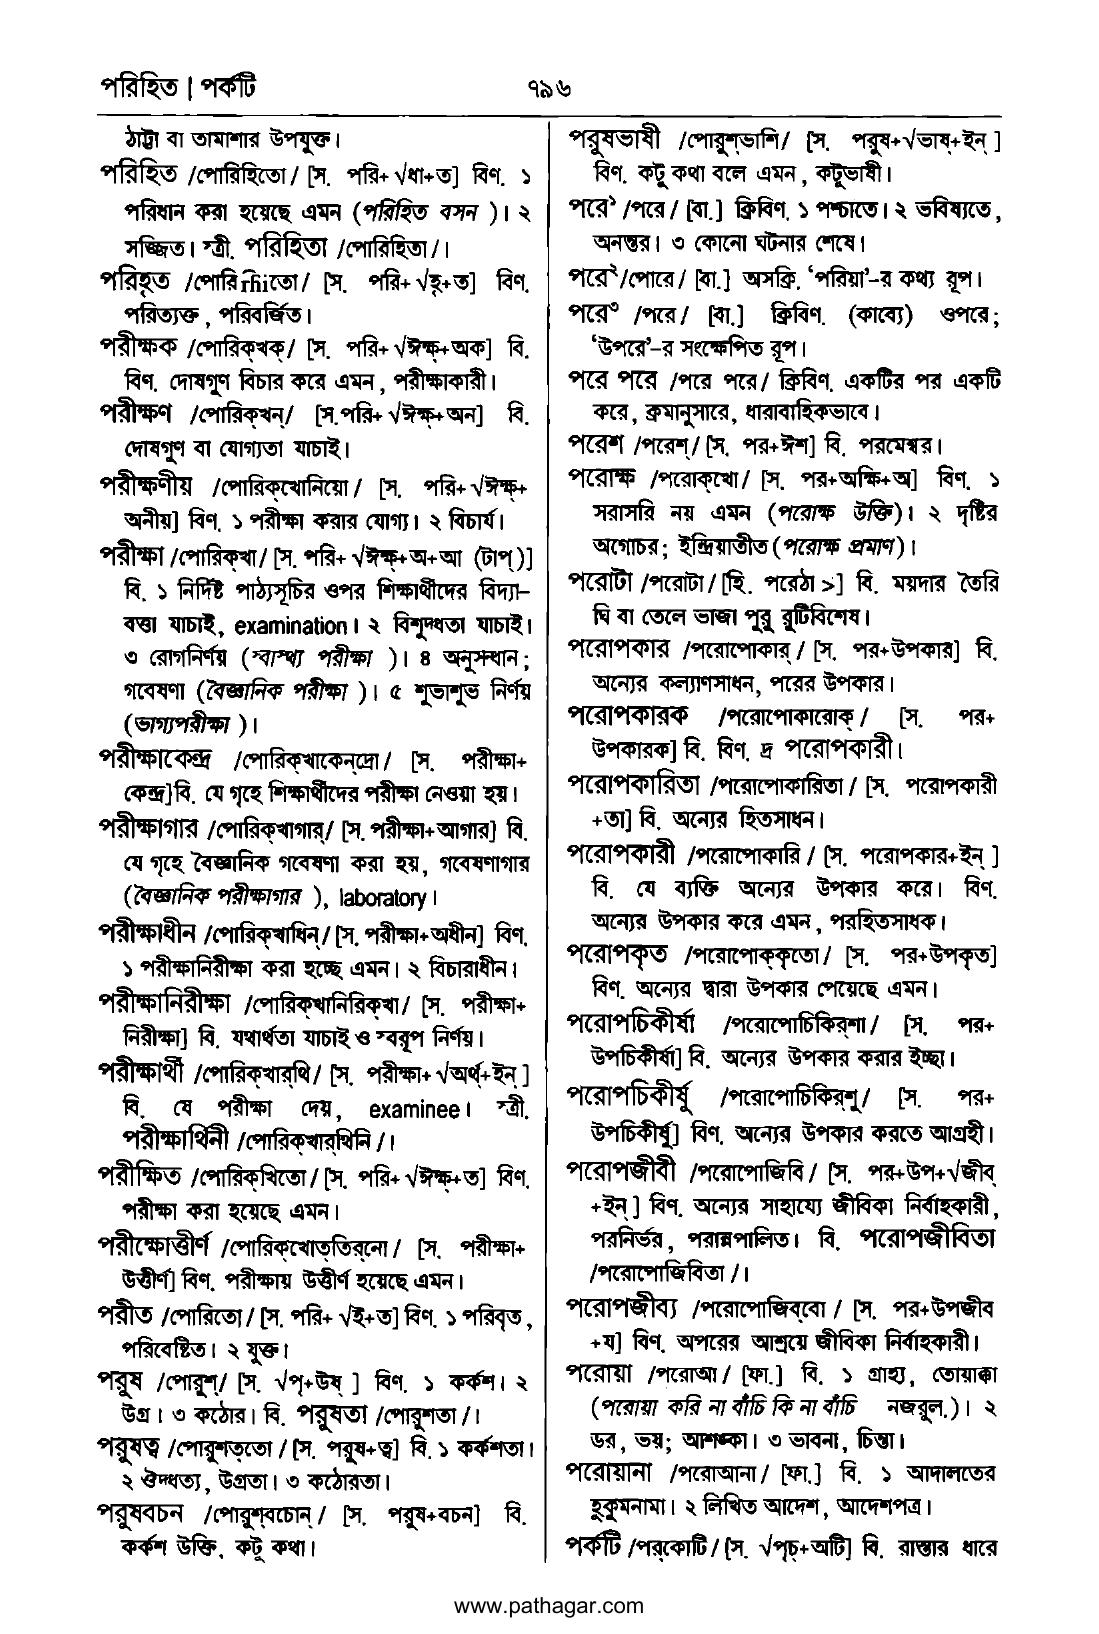 পরিহিত | পর্কটি
৭৯৬
ঠাট্টা বা তামাশার উপযুক্ত।
পরিহিত /পোরিহিতো/ [স. পরি+√ধা+ত] বিণ. ১
পরিধান করা হয়েছে এমন (পরিহিত বসন)। ২
সজ্জিত। স্ত্রী. পরিহিতা /পোরিহিতা/।
পরিহৃত /পোরিrৎhiতো/ [স. পরি+√হৃ+ত] বিণ.
পরিত্যক্ত, পরিবর্জিত।
পরীক্ষক /পোরিক্‌খক্/ [স. পরি+√ঈক্ষ্+অক] বি.
বিণ. দোষগুণ বিচার করে এমন, পরীক্ষাকারী।
পরীক্ষণ /পোরিক্‌খন্/ [স.পরি+√ঈক্ষ্+অন] বি.
দোষগুণ বা যোগ্যতা যাচাই।
পরীক্ষণীয় /পোরিক্‌খোনিয়ো/ [স. পরি+√ঈক্ষ্+
অনীয়] বিণ. ১ পরীক্ষা করার যোগ্য। ২ বিচার্য।
পরীক্ষা /পোরিক্‌খা/ [স. পরি+√ঈক্ষ্+অ+আ (টাপ্)]
বি. ১ নির্দিষ্ট পাঠ্যসূচির ওপর শিক্ষার্থীদের বিদ্যা-
বত্তা যাচাই, examination। ২ বিশুদ্ধতা যাচাই।
৩ রোগনির্ণয় (স্বাস্থ্য পরীক্ষা)। ৪ অনুসন্ধান;
গবেষণা (বৈজ্ঞানিক পরীক্ষা)। ৫ শুভাশুভ নির্ণয়
(ভাগ্যপরীক্ষা)।
পরীক্ষাকেন্দ্র /পোরিক্‌খাকেন্‌দ্রো/ [স. পরীক্ষা+
কেন্দ্র]বি. যে গৃহে শিক্ষার্থীদের পরীক্ষা নেওয়া হয়।
পরীক্ষাগার /পোরিক্‌খাগার্/ [স. পরীক্ষা+আগার] বি.
যে গৃহে বৈজ্ঞানিক গবেষণা করা হয়, গবেষণাগার
(বৈজ্ঞানিক পরীক্ষাগার), laboratory।
পরীক্ষাধীন /পোরিক্‌খাধিন্/ [স. পরীক্ষা+অধীন] বিণ.
১ পরীক্ষানিরীক্ষা করা হচ্ছে এমন। ২ বিচারাধীন।
পরীক্ষানিরীক্ষা /পোরিক্‌খানিরিক্‌খা/ [স. পরীক্ষা+
নিরীক্ষা] বি. যথার্থতা যাচাই ও স্বরূপ নির্ণয়।
পরীক্ষার্থী /পোরিক্‌খার্‌থি/ [স. পরীক্ষা+√অর্থ্+ইন্]
বি. যে পরীক্ষা দেয়, examinee। স্ত্রী.
পরীক্ষার্থিনী /পোরিক্‌খার্‌থিনি/।
পরীক্ষিত /পোরিক্‌খিতো/ [স. পরি+√ঈক্ষ্+ত] বিণ.
পরীক্ষা করা হয়েছে এমন।
পরীক্ষোত্তীর্ণ /পোরিক্‌খোত্‌তির্‌নো/ [স. পরীক্ষা+
উত্তীর্ণ] বিণ. পরীক্ষায় উত্তীর্ণ হয়েছে এমন।
পরীত /পোরিতো/ [স. পরি+√ই+ত] বিণ. ১ পরিবৃত,
পরিবেষ্টিত। ২ যুক্ত।
পরুষ /পোরুশ্/ [স. √পৃ+উষ্] বিণ. ১ কর্কশ। ২
উগ্র। ৩ কঠোর। বি. পরুষতা /পোরুশতা/।
পরুষত্ব /পোরুশত্‌তো/ [স. পরুষ+ত্ব] বি. ১ কর্কশতা।
২ ঔদ্ধত্য, উগ্রতা। ৩ কঠোরতা।
পরুষবচন /পোরুশ্‌বচোন্/ [স. পরুষ+বচন] বি.
কর্কশ উক্তি, কটু কথা।
পরুষভাষী /পোরুশ্‌ভাশি/ [স. পরুষ+√ভাষ্+ইন্]
বিণ. কটু কথা বলে এমন, কটুভাষী।
পরে১ /পরে/ [বা.] ক্রিবিণ. ১ পশ্চাতে। ২ ভবিষ্যতে,
অনন্তর। ৩ কোনো ঘটনার শেষে।
পরে২/পোরে/ [বা.] অসক্রি. ‘পরিয়া’-র কথ্য রূপ।
পরে৩ /পরে/ [বা.] ক্রিবিণ. (কাব্যে) ওপরে;
‘উপরে’-র সংক্ষেপিত রূপ।
পরে পরে /পরে পরে/ ক্রিবিণ. একটির পর একটি
করে, ক্রমানুসারে, ধারাবাহিকভাবে।
পরেশ /পরেশ্/ [স. পর+ঈশ] বি. পরমেশ্বর।
পরোক্ষ /পরোক্‌খো/ [স. পর+অক্ষি+অ] বিণ. ১
সরাসরি নয় এমন (পরোক্ষ উক্তি)। ২ দৃষ্টির
অগোচর; ইন্দ্রিয়াতীত (পরোক্ষ প্রমাণ)।
পরোটা /পরোটা/ [হি. পরেঠা >] বি. ময়দার তৈরি
ঘি বা তেলে ভাজা পুরু রুটিবিশেষ।
পরোপকার /পরোপোকার্/ [স. পর+উপকার] বি.
অন্যের কল্যাণসাধন, পরের উপকার।
পরোপকারক /পরোপোকারোক্/ [স. পর+
উপকারক] বি. বিণ. দ্র পরোপকারী।
পরোপকারিতা /পরোপোকারিতা/ [স. পরোপকারী
+তা] বি. অন্যের হিতসাধন।
পরোপকারী /পরোপোকারি/ [স. পরোপকার+ইন্]
বি. যে ব্যক্তি অন্যের উপকার করে। বিণ.
অন্যের উপকার করে এমন, পরহিতসাধক।
পরোপকৃত /পরোপোক্‌কৃতো/ [স. পর+উপকৃত]
বিণ. অন্যের দ্বারা উপকার পেয়েছে এমন।
পরোপচিকীর্ষা /পরোপোচিকির্‌শা/ [স. পর+
উপচিকীর্ষা] বি. অন্যের উপকার করার ইচ্ছা।
পরোপচিকীর্ষু /পরোপোচিকির্‌শু/ [স. পর+
উপচিকীর্ষু] বিণ. অন্যের উপকার করতে আগ্রহী।
পরোপজীবী /পরোপোজিবি/ [স. পর+উপ+√জীব্
+ইন্] বিণ. অন্যের সাহায্যে জীবিকা নির্বাহকারী,
পরনির্ভর, পরান্নপালিত। বি. পরোপজীবিতা
/পরোপোজিবিতা/।
পরোপজীব্য /পরোপোজিব্‌বো/ [স. পর+উপজীব
+য] বিণ. অপরের আশ্রয়ে জীবিকা নির্বাহকারী।
পরোয়া /পরোআ/ [ফা.] বি. ১ গ্রাহ্য, তোয়াক্কা
(পরোয়া করি না বাঁচি কি না বাঁচি নজরুল.)। ২
ডর, ভয়; আশঙ্কা। ৩ ভাবনা, চিন্তা।
পরোয়ানা /পরোআনা/ [ফা.] বি. ১ আদালতের
হুকুমনামা। ২ লিখিত আদেশ, আদেশপত্র।
পর্কটি /পর্‌কোটি/ [স. √পৃচ্+অটি] বি. রাস্তার ধারে
www.pathagar.com